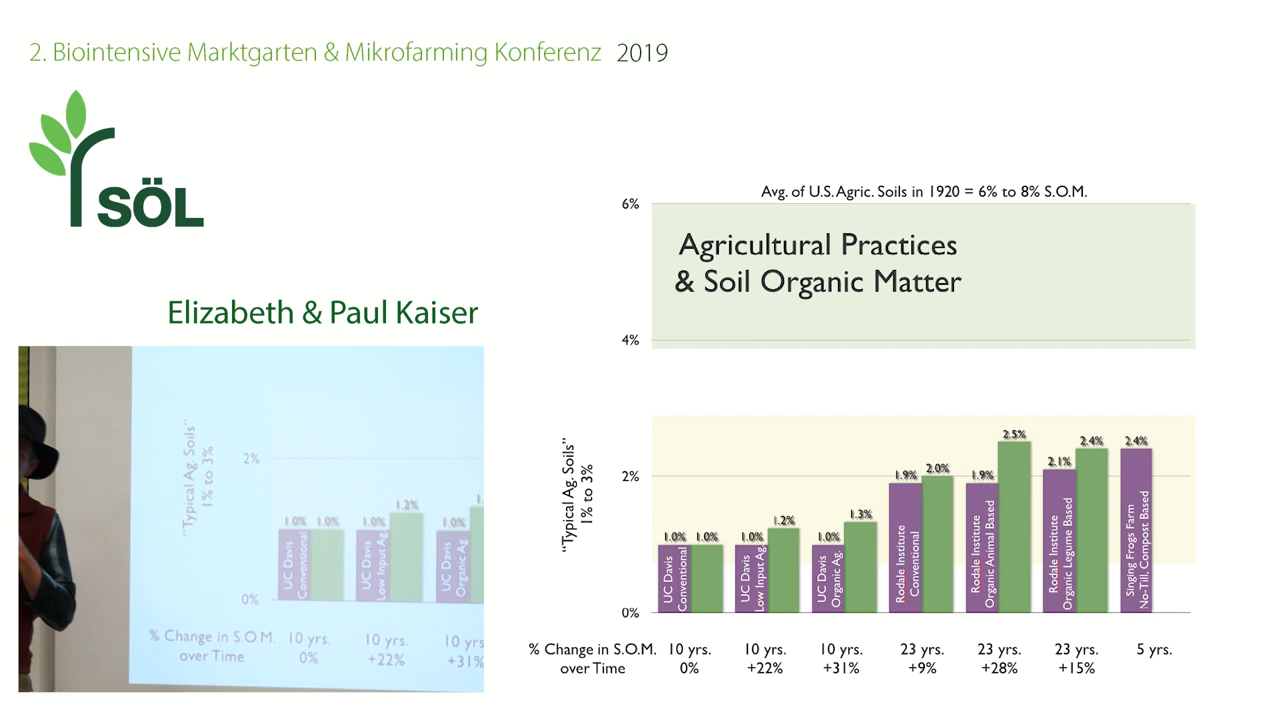 2. Biointensive Marktgarten & Mikrofarming Konferenz 2019
SÖL
Elizabeth & Paul Kaiser
Avg. of U.S. Agric. Soils in 1920 = 6% to 8% S.O.M.
6%
Agricultural Practices
& Soil Organic Matter
4%
"Typical Ag. Soils"
1% to 3%
2%
0%
1.0% 1.0%
UC Davis
Conventional
1.0% 1.2%
UC Davis
Low Input Ag.
1.0% 1.3%
UC Davis
Organic Ag.
1.9% 2.0%
Rodale Institute
Conventional
1.9% 2.5%
Rodale Institute
Organic Animal Based
2.1% 2.4%
Rodale Institute
Organic Legume Based
2.4%
Singing Frogs Farm
No-Till, Compost Based
% Change in S.O.M. 10 yrs. 10 yrs. 10 yrs. 23 yrs. 23 yrs. 23 yrs. 5 yrs.
over Time 0% +22% +31% +9% +28% +15%
"Typical Ag. Soils"
1% to 3%
2%
0%
1.0% 1.0%
UC Davis
Conventional
1.0% 1.2%
UC Davis
Low Input Ag.
1.0% 1.
UC Davis
Organic Ag.
% Change in S.O.M. 10 yrs. 10 yrs. 10 yrs
over Time 0% +22% +31%